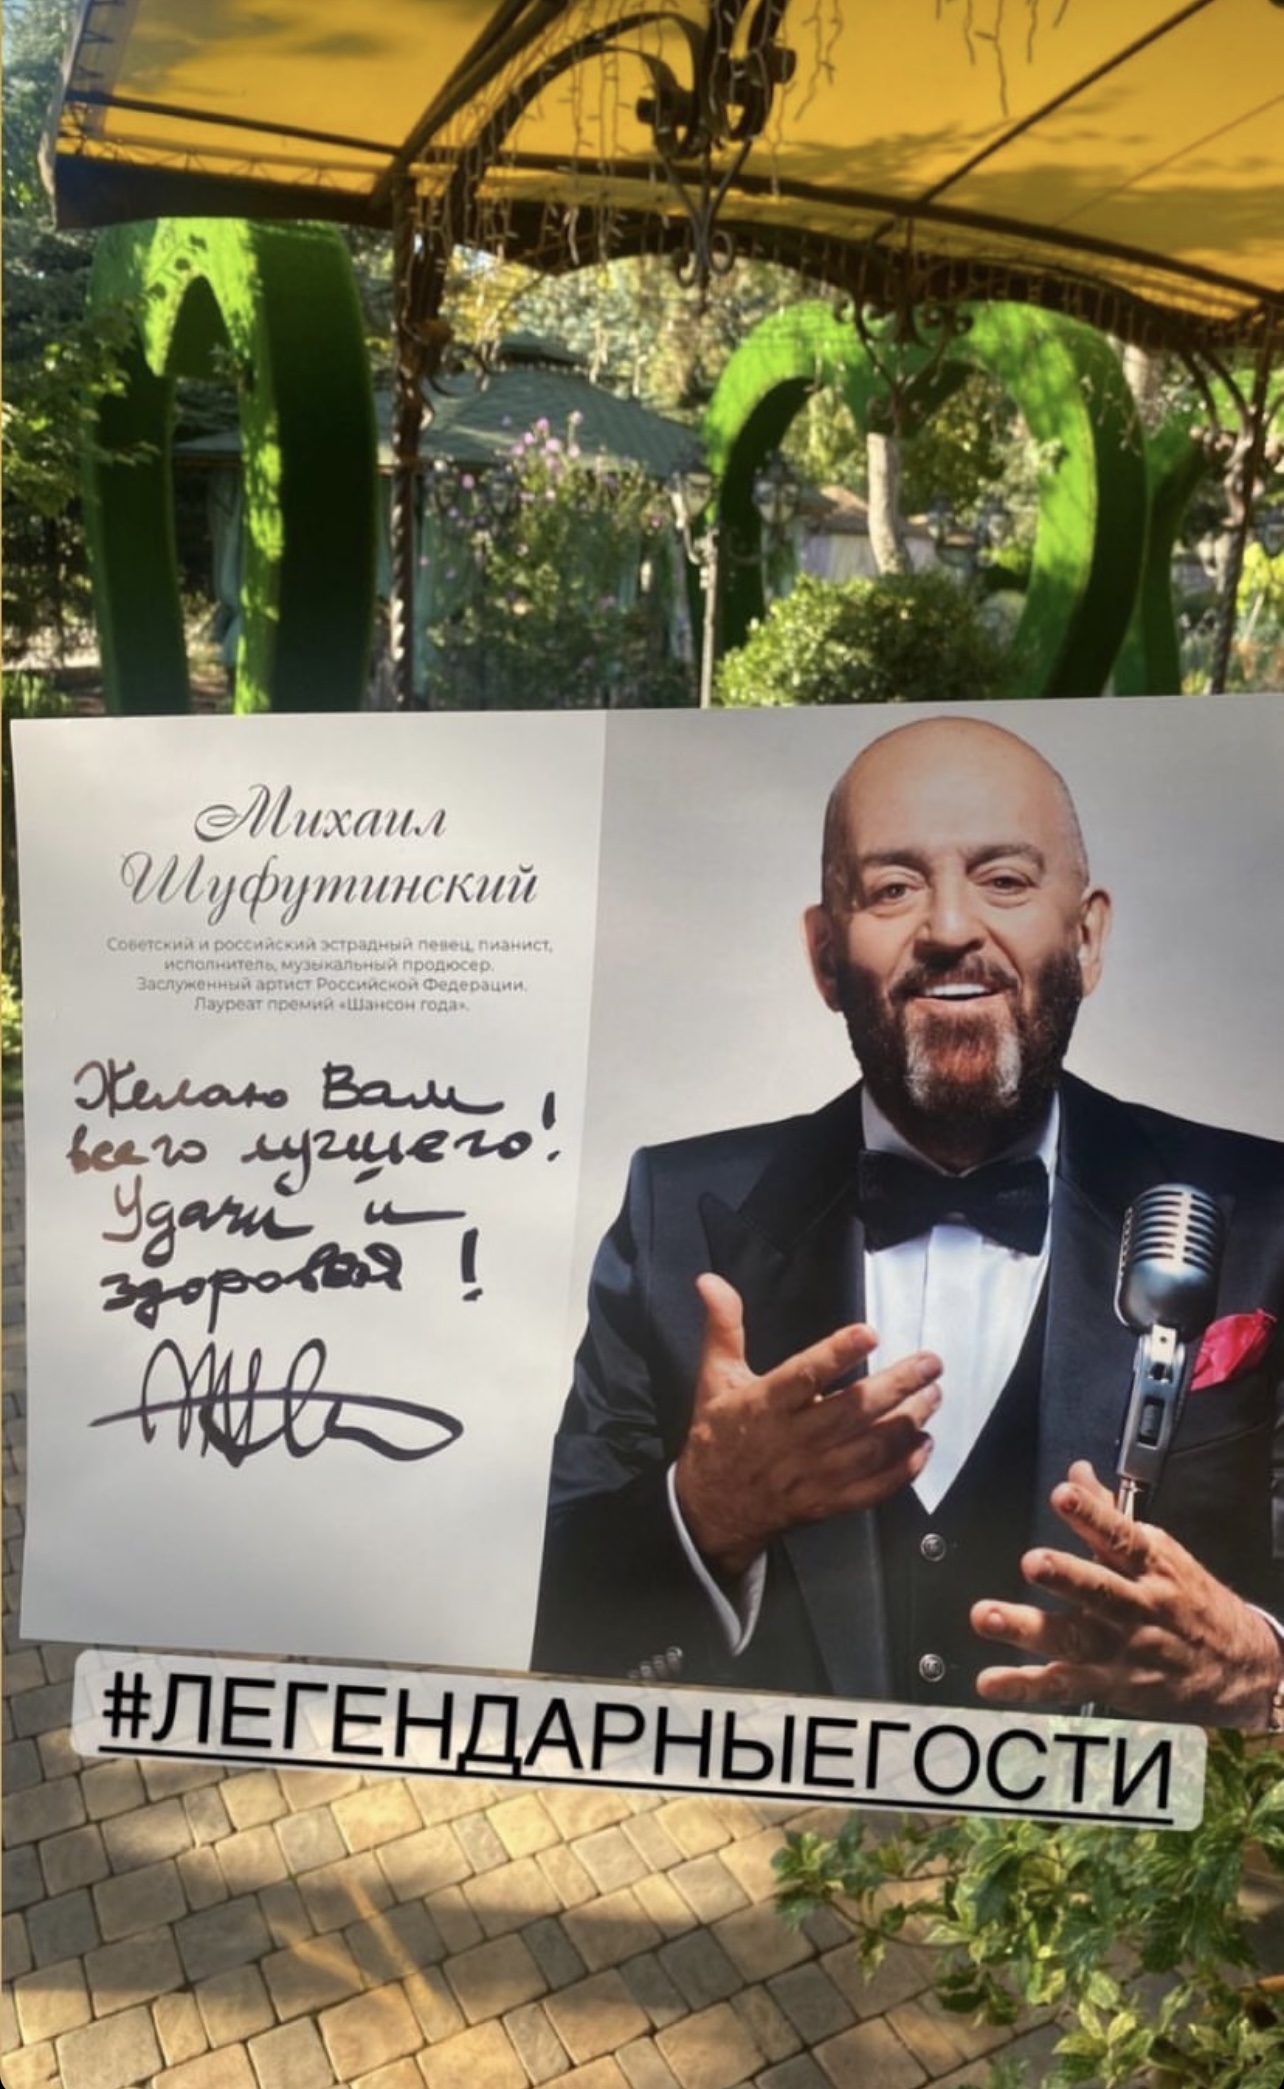 Михаил
Шуфутинский
Советский и российский эстрадный певец, пианист,
исполнитель, музыкальный продюсер.
Заслуженный артист Российской Федерации.
Лауреат премий «Шансон года».
Желаю Вам
всего лучшего!
Удачи и
здоровья!
#ЛЕГЕНДАРНЫЕГОСТИ